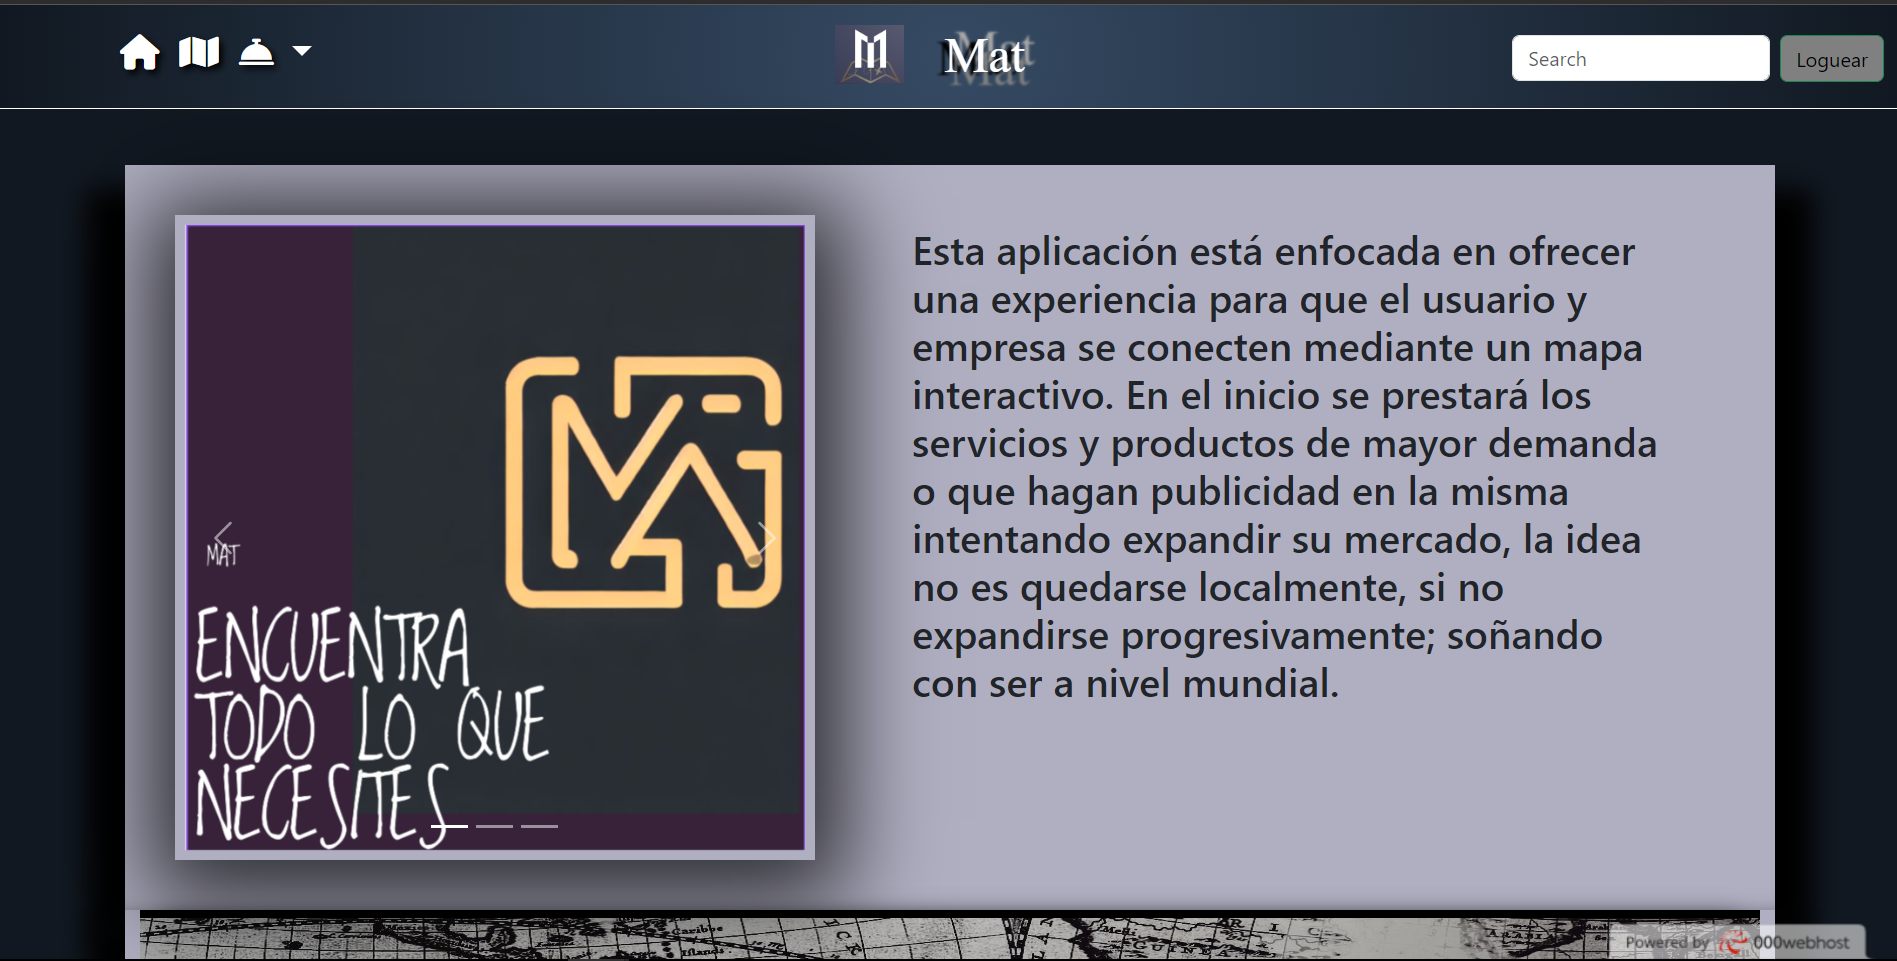 Mat
Search
Loguear
Esta aplicación está enfocada en ofrecer
una experiencia para que el usuario y
empresa se conecten mediante un mapa
interactivo. En el inicio se prestará los
servicios y productos de mayor demanda
o que hagan publicidad en la misma
intentando expandir su mercado, la idea
no es quedarse localmente, si no
expandirse progresivamente; soñando
con ser a nivel mundial.
MAT
ENCUENTRA
TODO LO QUE
NECESITES
Caribbe
Islands
GUINEA
Powered by 000webhost